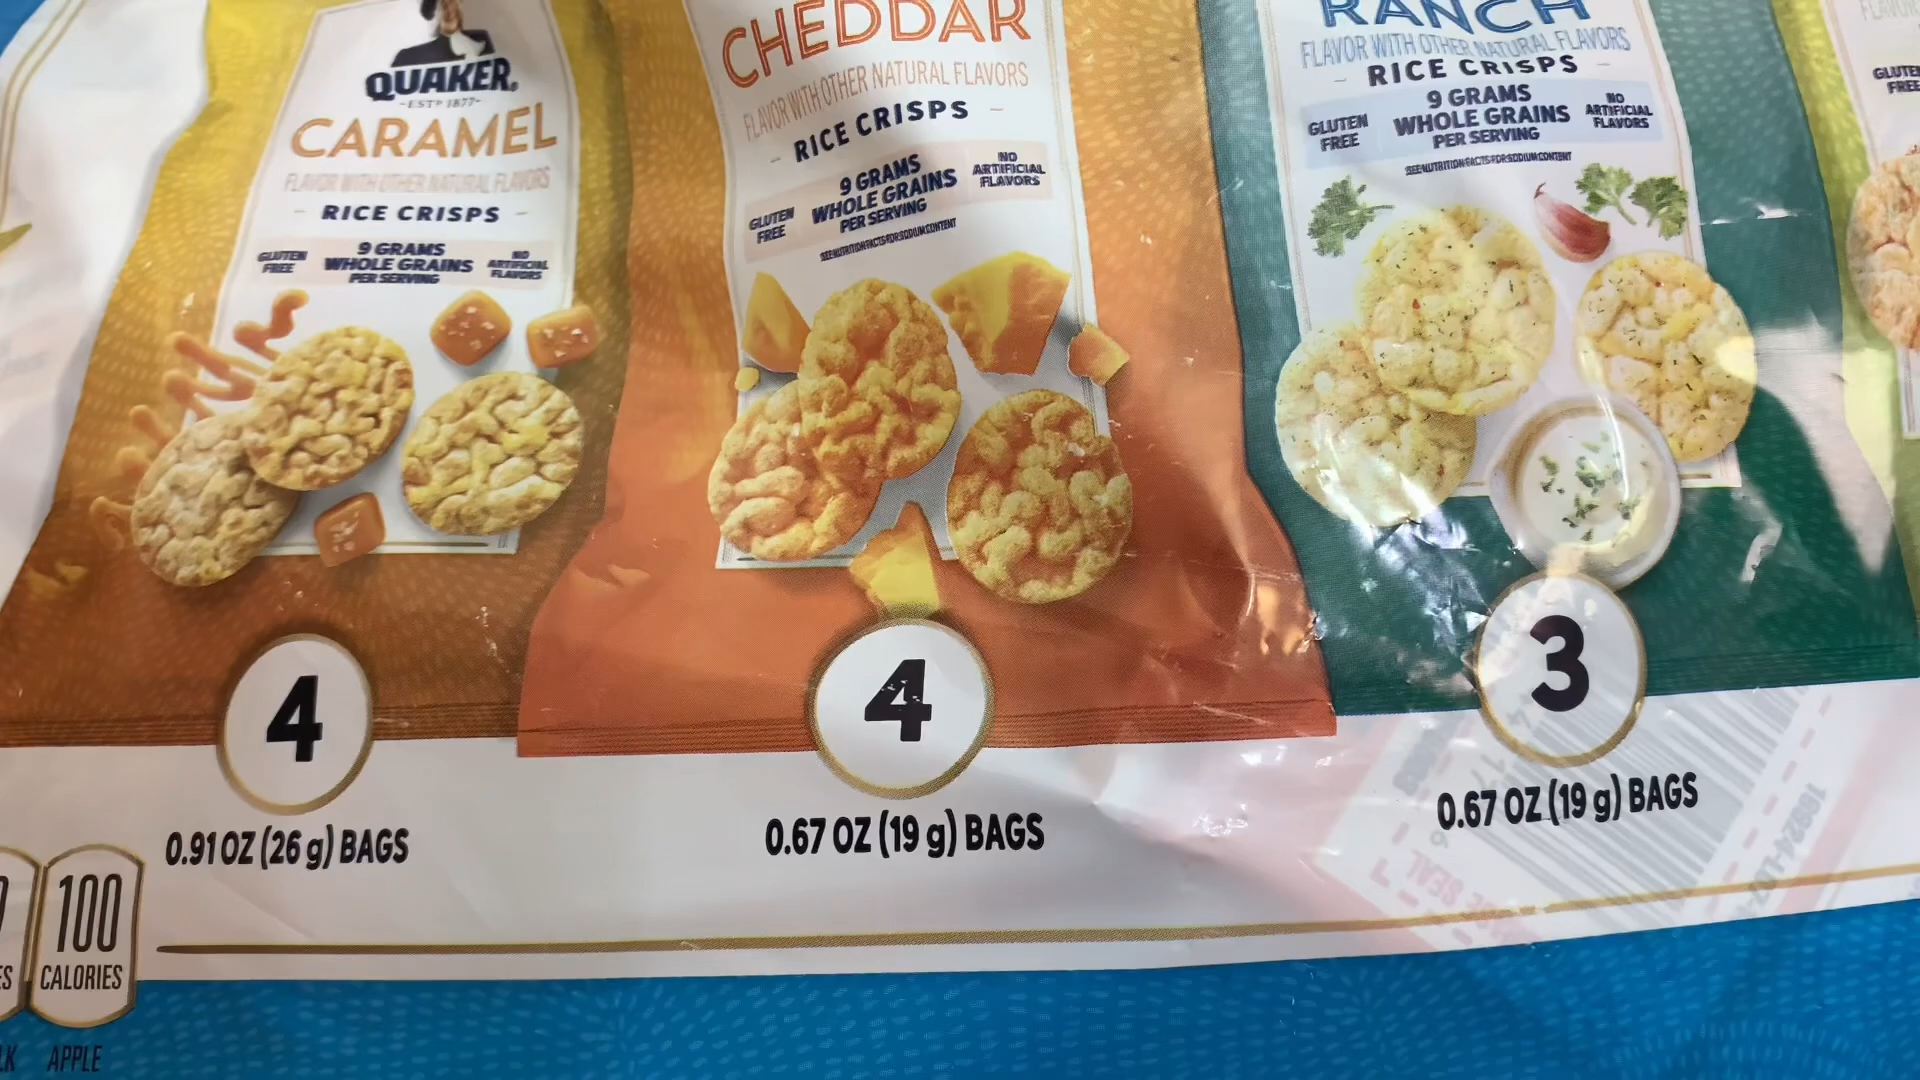 QUAKER®
-ESTD 1877-
CARAMEL
FLAVOR WITH OTHER NATURAL FLAVORS
- RICE CRISPS -
GLUTEN
FREE
9 GRAMS
WHOLE GRAINS
PER SERVING
NO
ARTIFICIAL
FLAVORS
4
0.91 OZ (26 g) BAGS
CHEDDAR
FLAVOR WITH OTHER NATURAL FLAVORS
- RICE CRISPS -
GLUTEN
FREE
9 GRAMS
WHOLE GRAINS
PER SERVING
SEE NUTRITION FACTS FOR SODIUM CONTENT
NO
ARTIFICIAL
FLAVORS
4
0.67 OZ (19 g) BAGS
RANCH
FLAVOR WITH OTHER NATURAL FLAVORS
- RICE CRISPS -
GLUTEN
FREE
9 GRAMS
WHOLE GRAINS
PER SERVING
SEE NUTRITION FACTS FOR SODIUM CONTENT
NO
ARTIFICIAL
FLAVORS
3
0.67 OZ (19 g) BAGS
100
CALORIES
APPLE